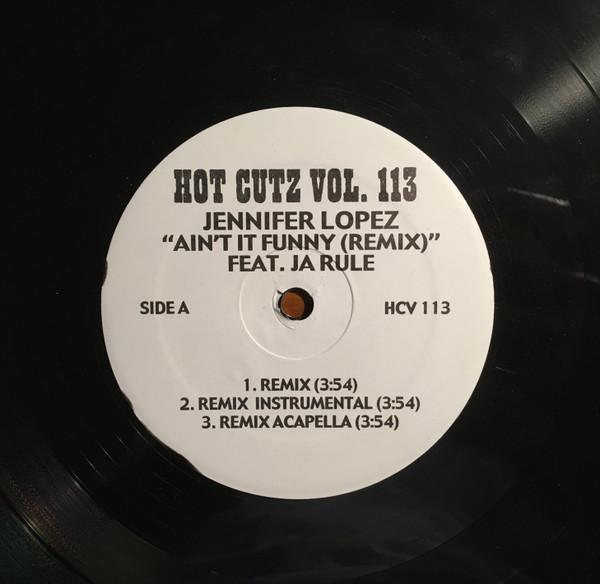 HOT CUTZ VOL. 113
JENNIFER LOPEZ
“AIN’T IT FUNNY (REMIX)”
FEAT. JA RULE
SIDE A HCV 113
1. REMIX (3:54)
2. REMIX INSTRUMENTAL (3:54)
3. REMIX ACAPELLA (3:54)